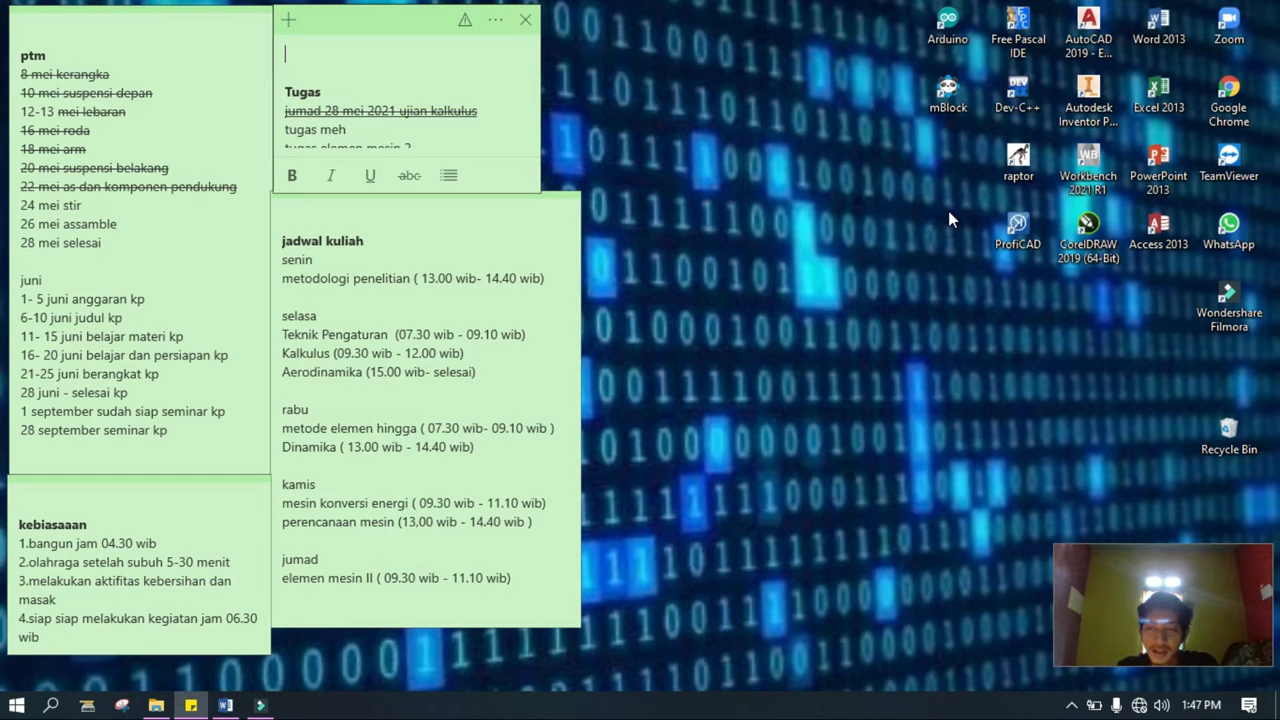 ptm
8 mei kerangka
10 mei suspensi depan
12-13 mei lebaran
16 mei roda
18 mei arm
20 mei suspensi belakang
22 mei as dan komponen pendukung
24 mei stir
26 mei assamble
28 mei selesai
juni
1- 5 juni anggaran kp
6-10 juni judul kp
11- 15 juni belajar materi kp
16- 20 juni belajar dan persiapan kp
21-25 juni berangkat kp
28 juni - selesai kp
1 september sudah siap seminar kp
28 september seminar kp
kebiasaaan
1.bangun jam 04.30 wib
2.olahraga setelah subuh 5-30 menit
3.melakukan aktifitas kebersihan dan
masak
4.siap siap melakukan kegiatan jam 06.30
wib
Tugas
jumad 28 mei 2021 ujian kalkulus
tugas meh
tugas elemen mesin 2
B I U abc
jadwal kuliah
senin
metodologi penelitian ( 13.00 wib- 14.40 wib)
selasa
Teknik Pengaturan (07.30 wib - 09.10 wib)
Kalkulus (09.30 wib - 12.00 wib)
Aerodinamika (15.00 wib- selesai)
rabu
metode elemen hingga ( 07.30 wib- 09.10 wib )
Dinamika ( 13.00 wib - 14.40 wib)
kamis
mesin konversi energi ( 09.30 wib - 11.10 wib)
perencanaan mesin (13,00 wib - 14.40 wib )
jumad
elemen mesin II ( 09.30 wib - 11.10 wib)
Arduino
Free Pascal
IDE
AutoCAD
2019 - E...
Word 2013
Zoom
mBlock
DEV
Dev-C++
Autodesk
Inventor P...
Excel 2013
Google
Chrome
raptor
WB
Workbench
2021 R1
PowerPoint
2013
TeamViewer
ProfiCAD
CorelDRAW
2019 (64-Bit)
Access 2013
WhatsApp
Wondershare
Filmora
Recycle Bin
1:47 PM